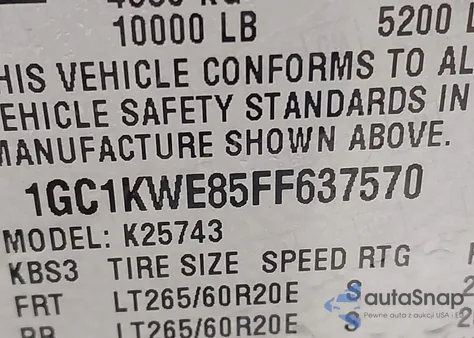 10000 LB 5200
HIS VEHICLE CONFORMS TO AL
EHICLE SAFETY STANDARDS IN
MANUFACTURE SHOWN ABOVE.
1GC1KWE85FF637570
MODEL: K25743
KBS3 TIRE SIZE SPEED RTG
FRT LT265/60R20E S
RR LT265/60R20E S
autaSnap
Pewne auta z aukcji USA i E